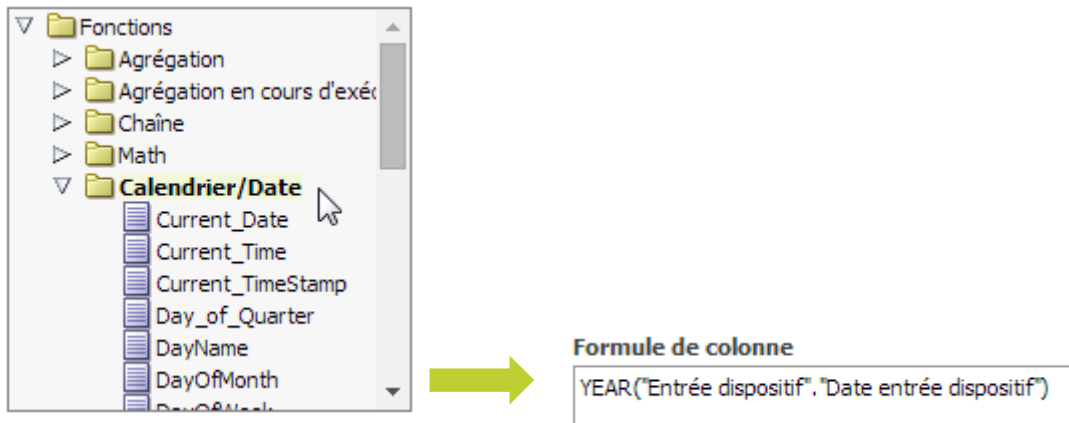 Fonctions
Agrégation
Agrégation en cours d'exéc
Chaîne
Math
Calendrier/Date
Current_Date
Current_Time
Current_TimeStamp
Day_of_Quarter
DayName
DayOfMonth
DayOfWeek
Formule de colonne
YEAR("Entrée dispositif"."Date entrée dispositif")